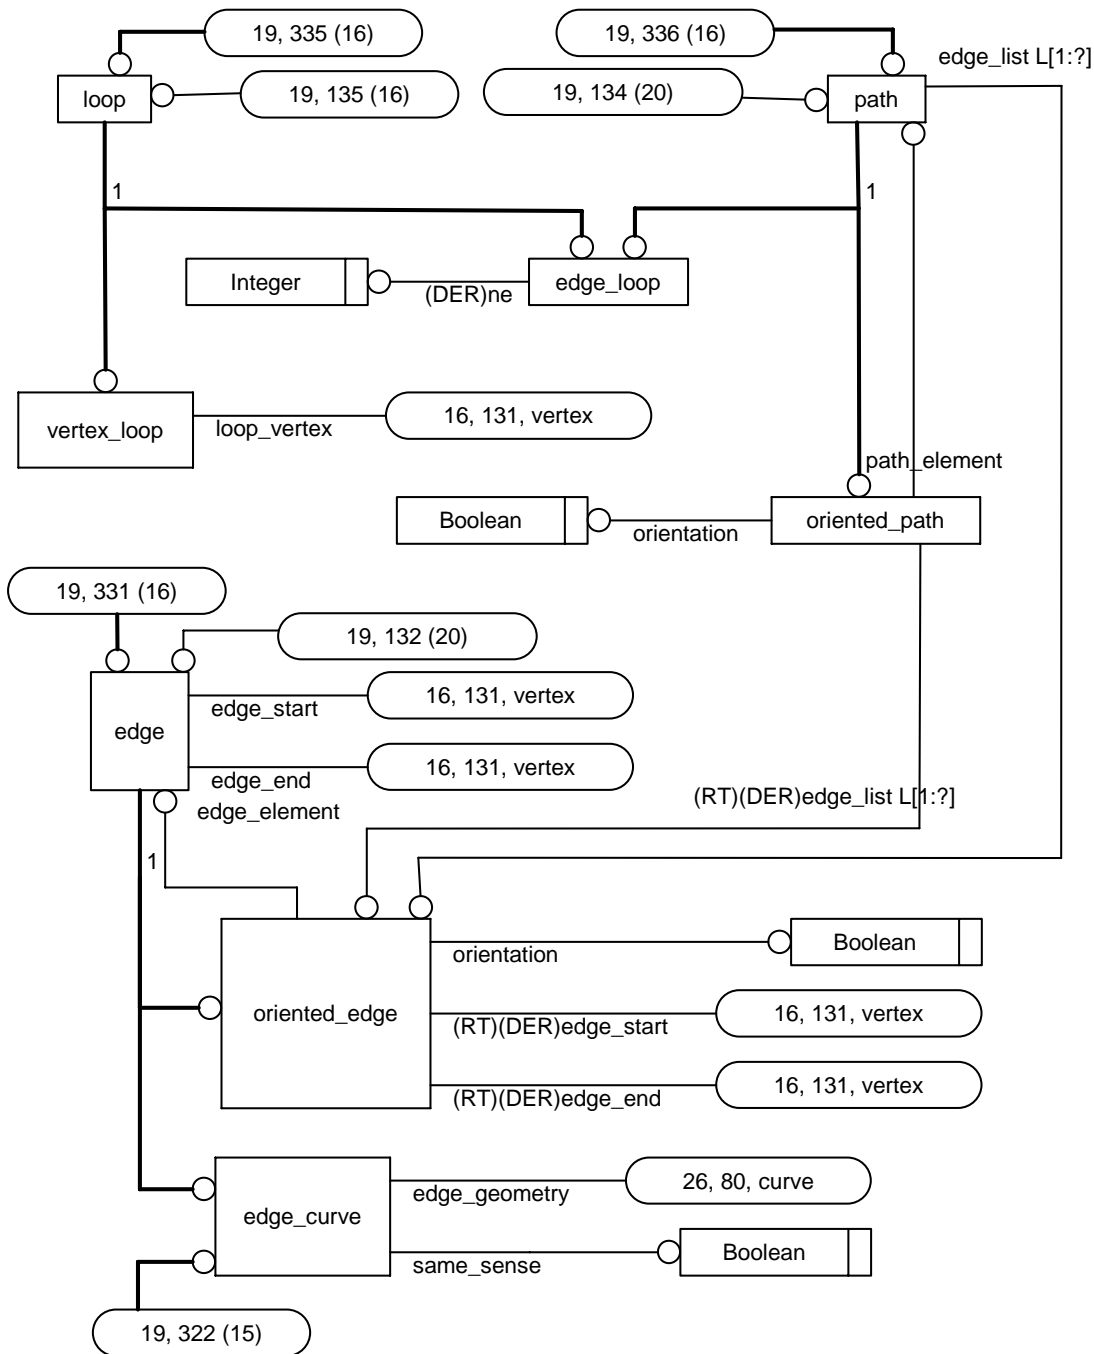 19, 335 (16)
19, 336 (16)
edge_list L[1:?]
loop
19, 135 (16)
19, 134 (20)
path
1
1
Integer
(DER)ne
edge_loop
vertex_loop
loop_vertex
16, 131, vertex
path_element
Boolean
orientation
oriented_path
19, 331 (16)
19, 132 (20)
edge
edge_start
16, 131, vertex
edge_end
16, 131, vertex
edge_element
(RT)(DER)edge_list L[1:?]
1
oriented_edge
orientation
Boolean
(RT)(DER)edge_start
16, 131, vertex
(RT)(DER)edge_end
16, 131, vertex
edge_curve
edge_geometry
26, 80, curve
same_sense
Boolean
19, 322 (15)